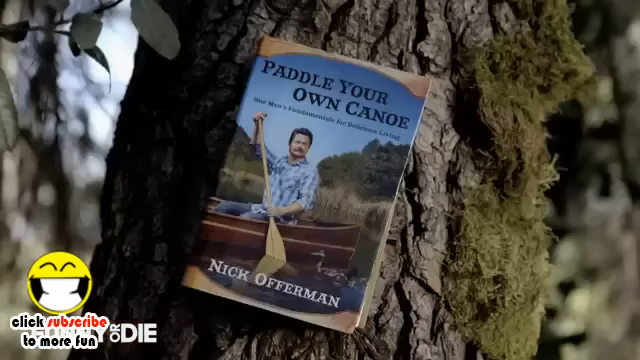 PADDLE YOUR
OWN CANOE
One Man's Fundamentals for Delicious Living
NICK OFFERMAN
click subscribe
to more fun
OR DIE